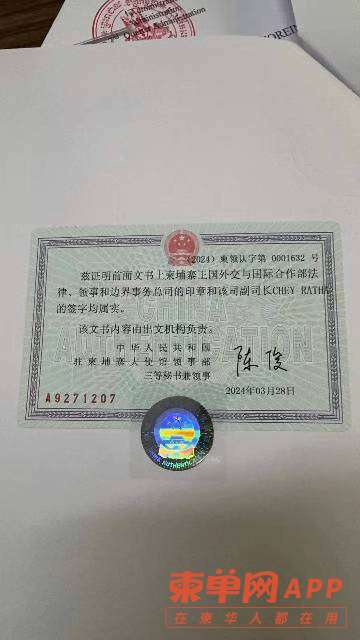 Administration
OREIGN
（2024）柬领认字第 0001632 号
兹证明前面文书上柬埔寨王国外交与国际合作部法
律、领事和边界事务总司的印章和该司副司长CHEY RATHA
的签字均属实。
该文书内容由出文机构负责。
中华人民共和国
驻柬埔寨大使馆领事部
三等秘书兼领事
陈俊
2024年03月28日
A9271207
柬单网APP
在柬华人都在用